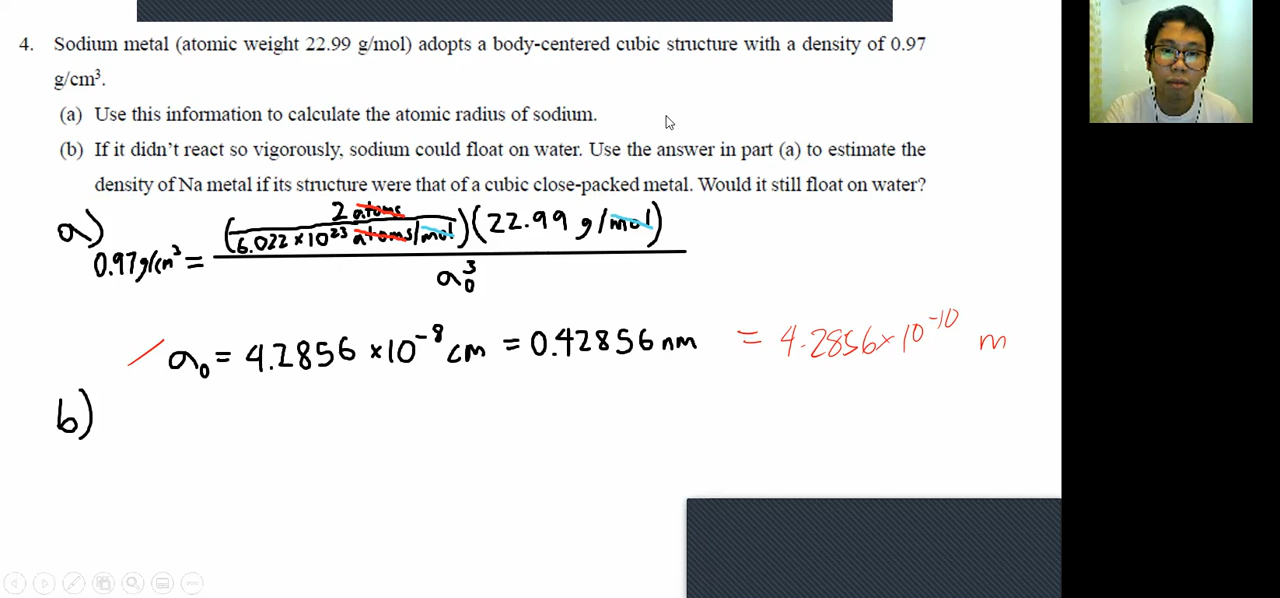 4. Sodium metal (atomic weight 22.99 g/mol) adopts a body-centered cubic structure with a density of 0.97
g/cm³.
(a) Use this information to calculate the atomic radius of sodium.
(b) If it didn't react so vigorously, sodium could float on water. Use the answer in part (a) to estimate the
density of Na metal if its structure were that of a cubic close-packed metal. Would it still float on water?
a)
0.97g/cm³ = (2 atoms / 6.022×10²³ atoms/mol)(22.99 g/mol) / a₀³
a₀ = 4.2856 ×10⁻⁸ cm = 0.42856 nm = 4.2856×10⁻¹⁰ m
b)